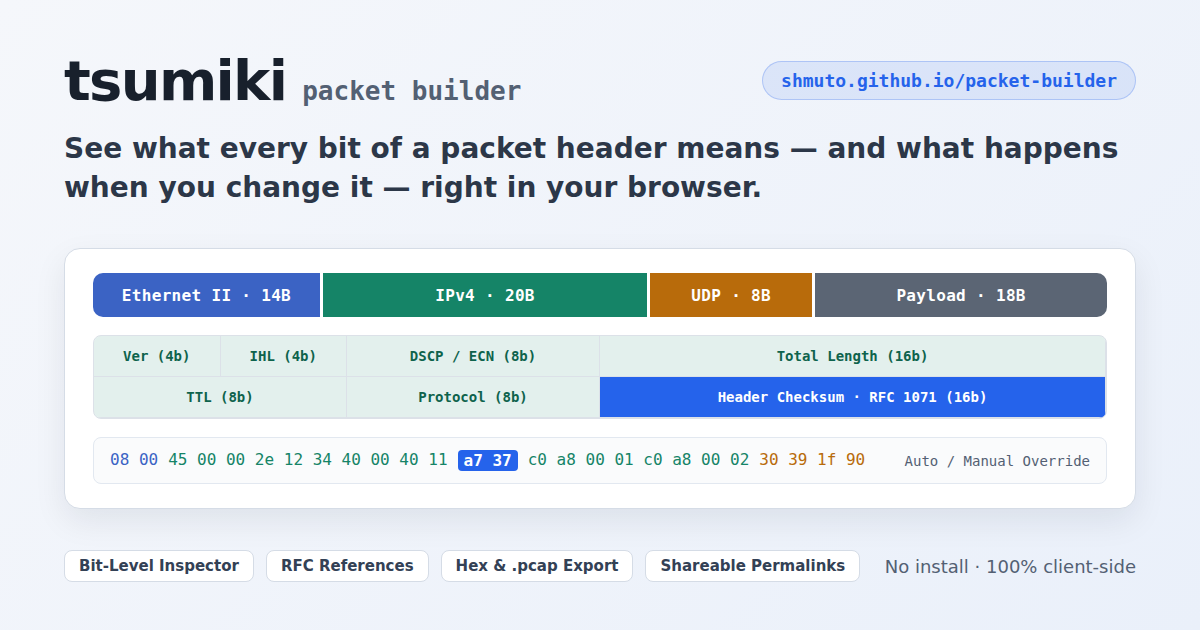 tsumiki packet builder
shmuto.github.io/packet-builder
See what every bit of a packet header means — and what happens
when you change it — right in your browser.
Ethernet II · 14B IPv4 · 20B UDP · 8B Payload · 18B
Ver (4b) IHL (4b) DSCP / ECN (8b) Total Length (16b)
TTL (8b) Protocol (8b) Header Checksum · RFC 1071 (16b)
08 00 45 00 00 2e 12 34 40 00 40 11 a7 37 c0 a8 00 01 c0 a8 00 02 30 39 1f 90 Auto / Manual Override
Bit-Level Inspector RFC References Hex & .pcap Export Shareable Permalinks No install · 100% client-side